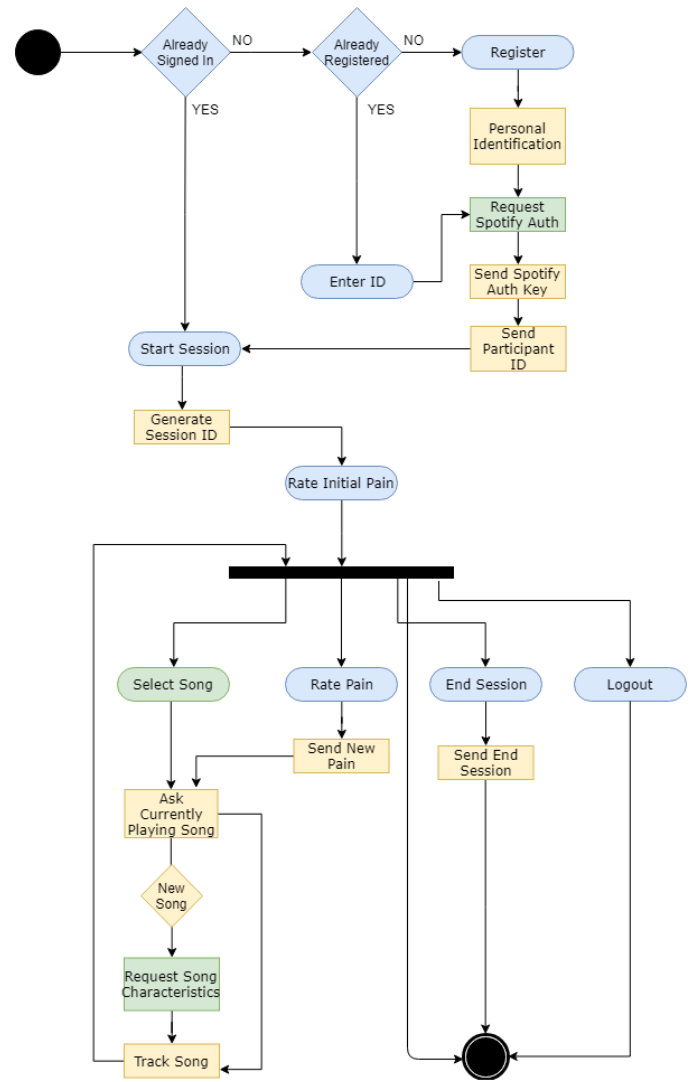 Already
Signed In
NO
Already
Registered
NO
Register
YES
YES
Personal
Identification
Request
Spotify Auth
Enter ID
Send Spotify
Auth Key
Start Session
Send
Participant
ID
Generate
Session ID
Rate Initial Pain
Select Song
Rate Pain
End Session
Logout
Send New
Pain
Send End
Session
Ask
Currently
Playing Song
New
Song
Request Song
Characteristics
Track Song